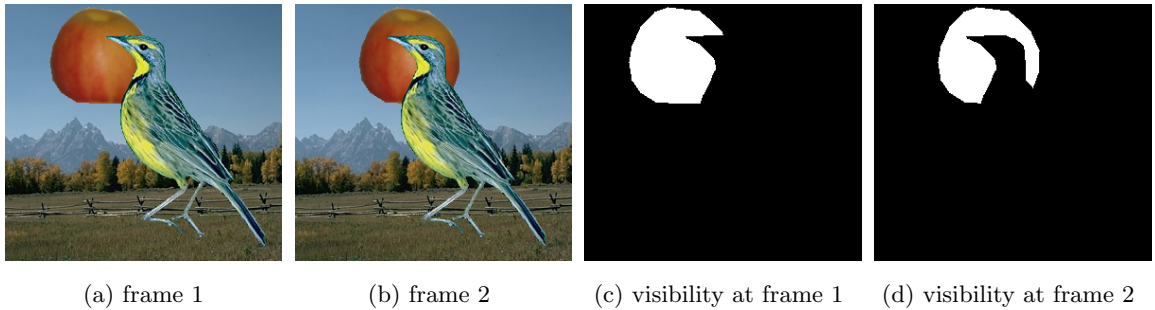 (a) frame 1
(b) frame 2
(c) visibility at frame 1
(d) visibility at frame 2